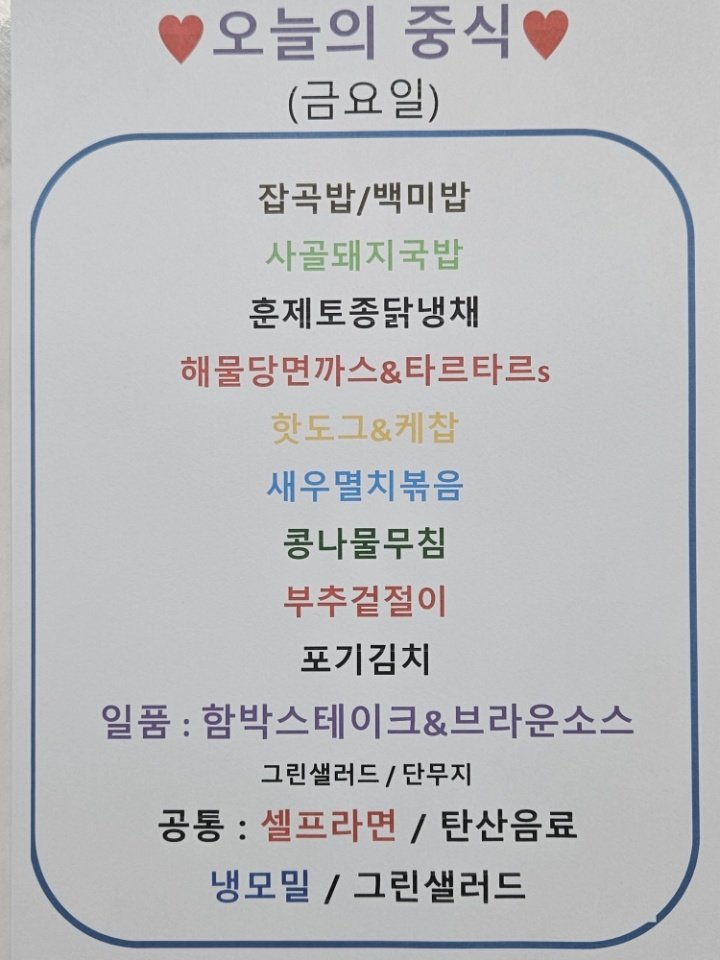 ♥오늘의 중식♥
(금요일)
잡곡밥/백미밥
사골돼지국밥
훈제토종닭냉채
해물당면까스&타르타르s
핫도그&케찹
새우멸치볶음
콩나물무침
부추겉절이
포기김치
일품 : 함박스테이크&브라운소스
그린샐러드 / 단무지
공통 : 셀프라면 / 탄산음료
냉모밀 / 그린샐러드